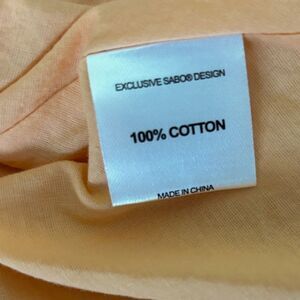 EXCLUSIVE SABO® DESIGN
100% COTTON
MADE IN CHINA